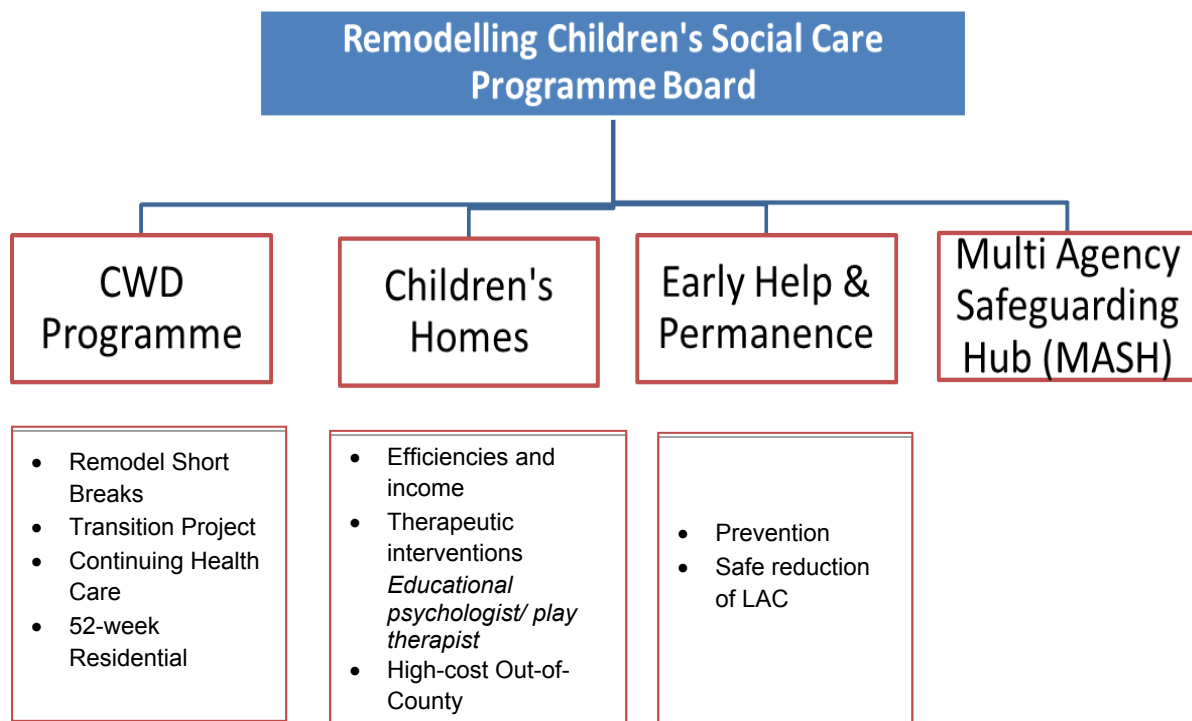 Remodelling Children's Social Care
Programme Board
CWD
Programme
Children's
Homes
Early Help &
Permanence
Multi Agency
Safeguarding
Hub (MASH)
• Remodel Short
Breaks
• Transition Project
• Continuing Health
Care
• 52-week
Residential
• Efficiencies and
income
• Therapeutic
interventions
Educational
psychologist/ play
therapist
• High-cost Out-of-
County
• Prevention
• Safe reduction
of LAC